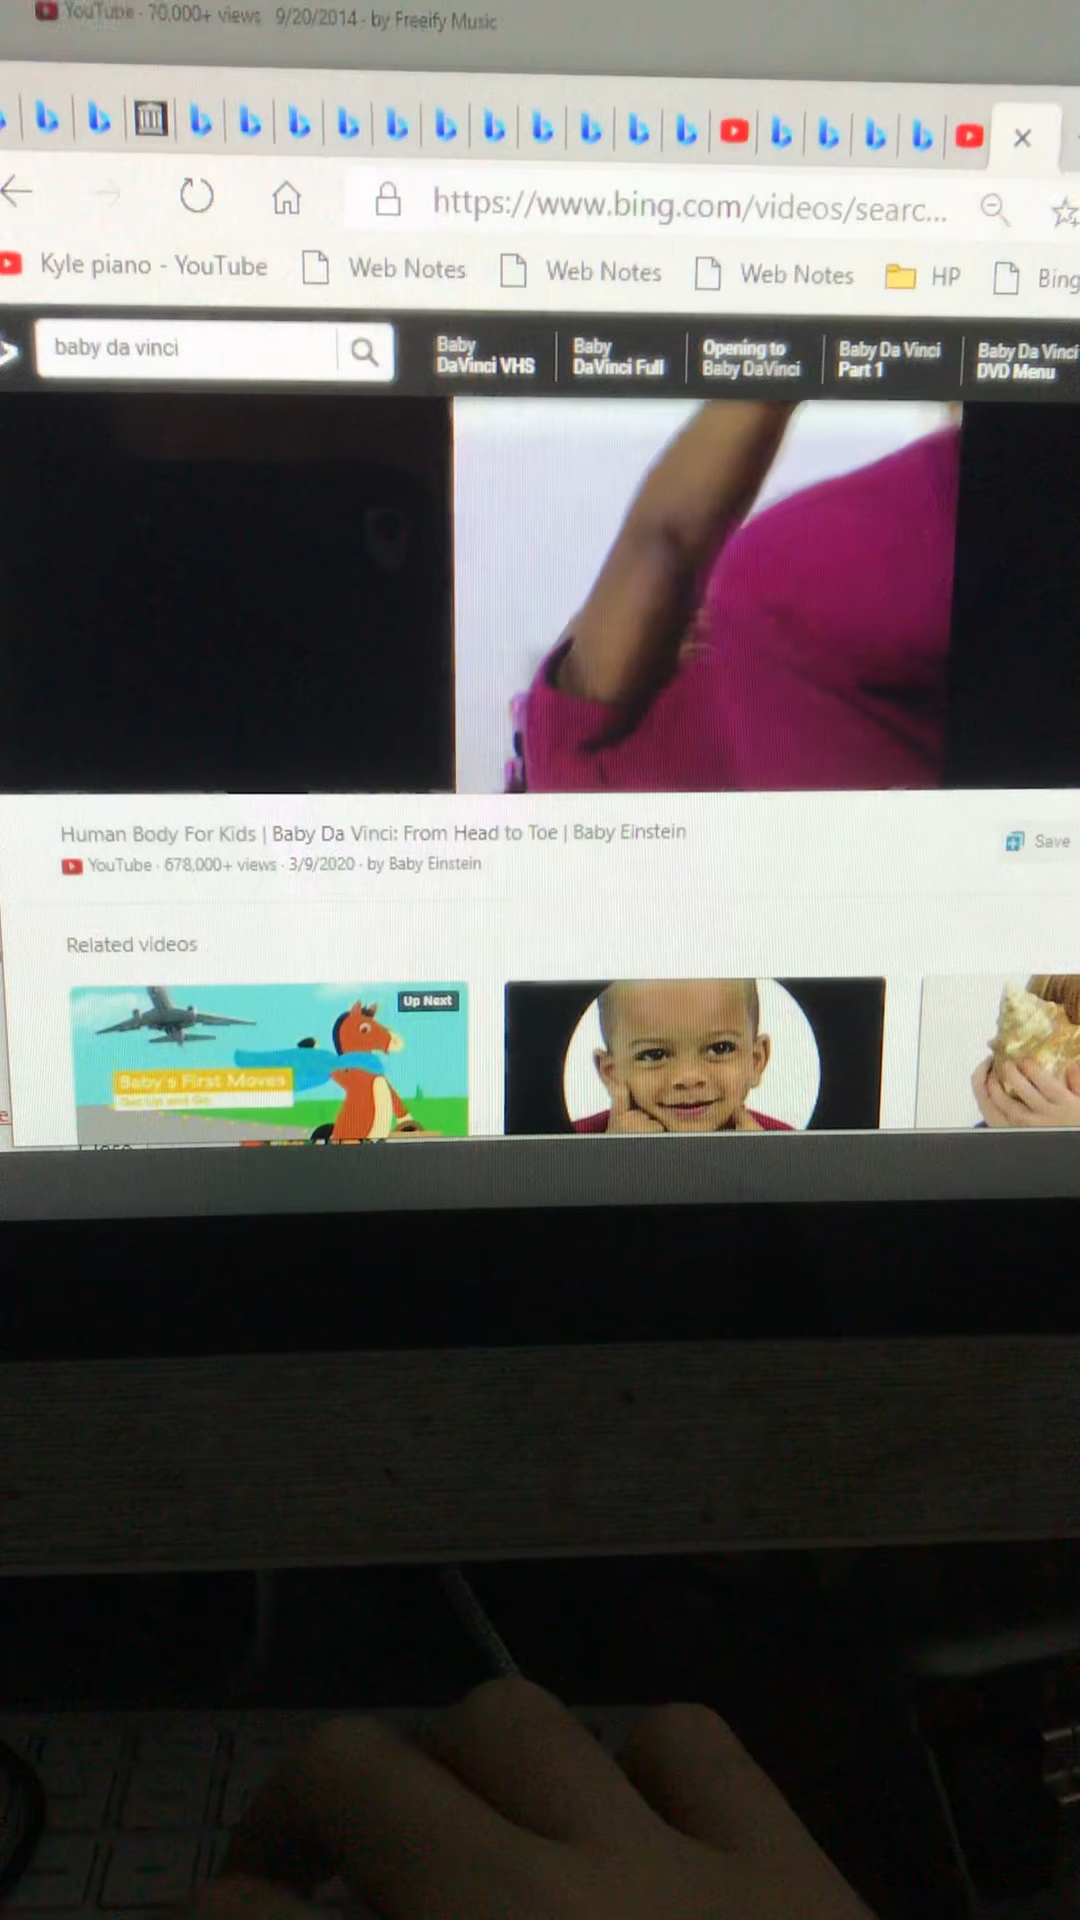 YouTube · 70,000+ views 9/20/2014 · by Freeify Music
https://www.bing.com/videos/searc...
Kyle piano - YouTube Web Notes Web Notes Web Notes HP Bing
baby da vinci
Baby DaVinci VHS
Baby DaVinci Full
Opening to Baby DaVinci
Baby Da Vinci Part 1
Baby Da Vinci DVD Menu
Human Body For Kids | Baby Da Vinci: From Head to Toe | Baby Einstein
Save
YouTube · 678,000+ views · 3/9/2020 · by Baby Einstein
Related videos
Up Next
Baby's First Moves
Get Up and Go